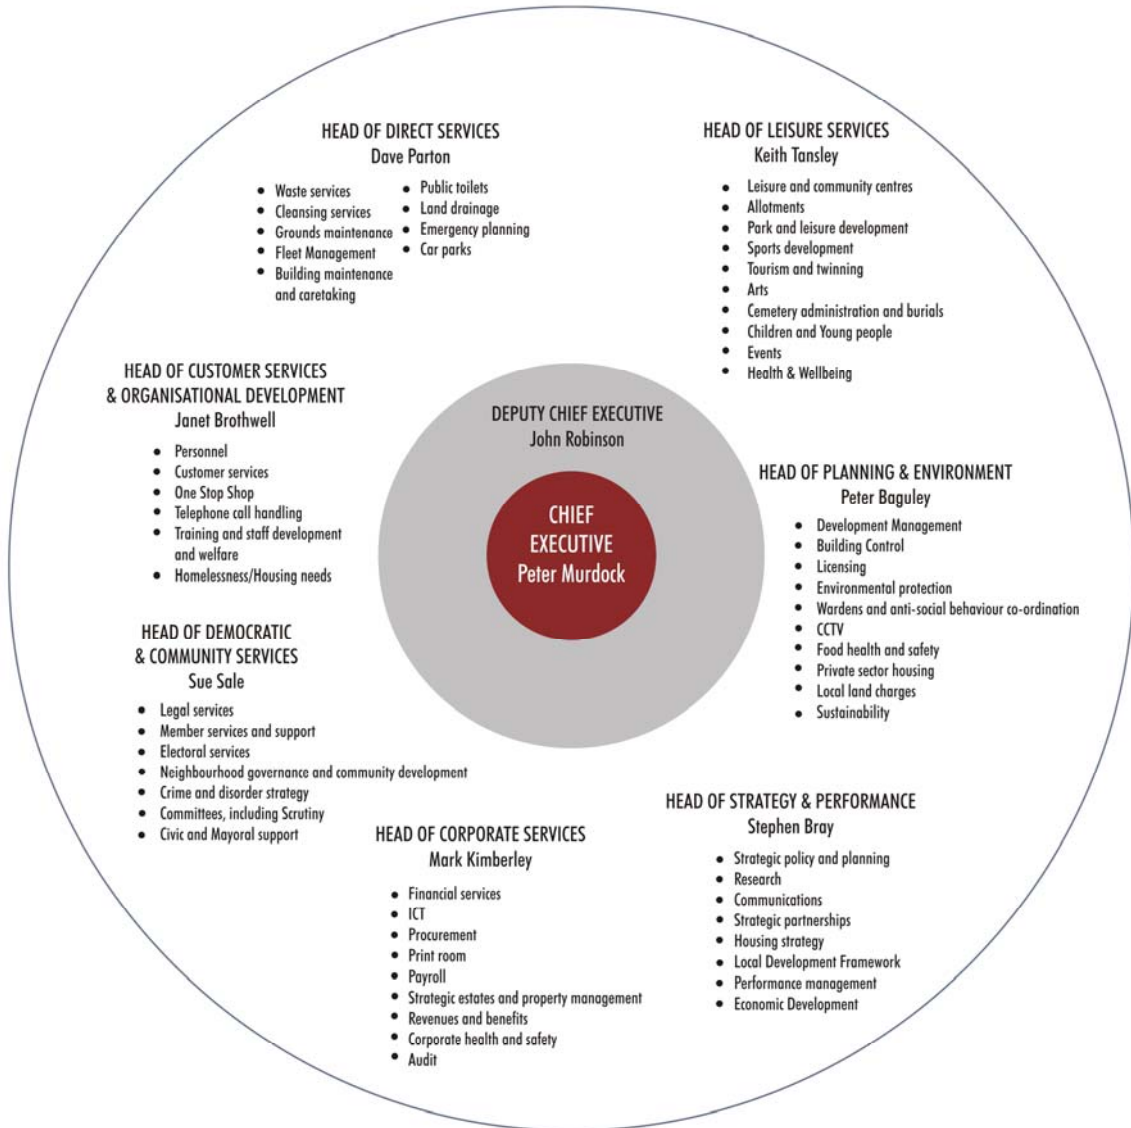 HEAD OF DIRECT SERVICES
Dave Parton
• Waste services
• Cleansing services
• Grounds maintenance
• Fleet Management
• Building maintenance
and caretaking
• Public toilets
• Land drainage
• Emergency planning
• Car parks
HEAD OF LEISURE SERVICES
Keith Tansley
• Leisure and community centres
• Allotments
• Park and leisure development
• Sports development
• Tourism and twinning
• Arts
• Cemetery administration and burials
• Children and Young people
• Events
• Health & Wellbeing
HEAD OF CUSTOMER SERVICES
& ORGANISATIONAL DEVELOPMENT
Janet Brothwell
• Personnel
• Customer services
• One Stop Shop
• Telephone call handling
• Training and staff development
and welfare
• Homelessness/Housing needs
DEPUTY CHIEF EXECUTIVE
John Robinson
CHIEF
EXECUTIVE
Peter Murdock
HEAD OF PLANNING & ENVIRONMENT
Peter Baguley
• Development Management
• Building Control
• Licensing
• Environmental protection
• Wardens and anti-social behaviour co-ordination
• CCTV
• Food health and safety
• Private sector housing
• Local land charges
• Sustainability
HEAD OF DEMOCRATIC
& COMMUNITY SERVICES
Sue Sale
• Legal services
• Member services and support
• Electoral services
• Neighbourhood governance and community development
• Crime and disorder strategy
• Committees, including Scrutiny
• Civic and Mayoral support
HEAD OF CORPORATE SERVICES
Mark Kimberley
• Financial services
• ICT
• Procurement
• Print room
• Payroll
• Strategic estates and property management
• Revenues and benefits
• Corporate health and safety
• Audit
HEAD OF STRATEGY & PERFORMANCE
Stephen Bray
• Strategic policy and planning
• Research
• Communications
• Strategic partnerships
• Housing strategy
• Local Development Framework
• Performance management
• Economic Development